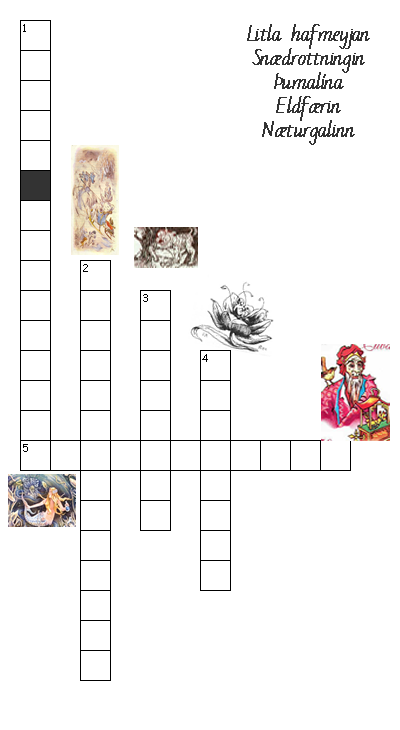 Litla hafmeyjan
Snædrottningin
Þumalína
Eldfærin
Næturgalinn
1
2
3
4
5